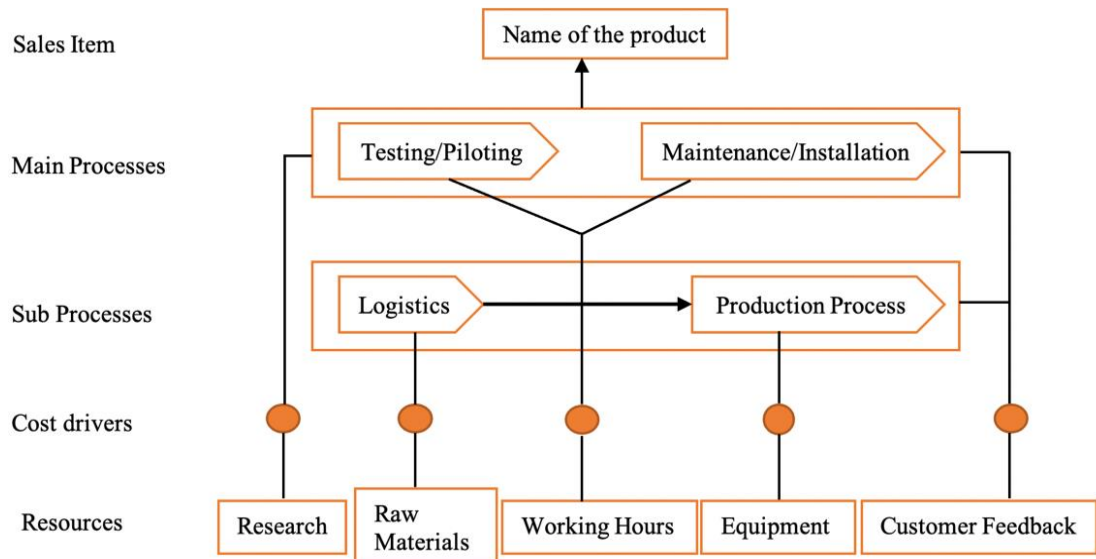 Sales Item
Name of the product
Main Processes
Testing/Piloting
Maintenance/Installation
Sub Processes
Logistics
Production Process
Cost drivers
Resources
Research
Raw
Materials
Working Hours
Equipment
Customer Feedback